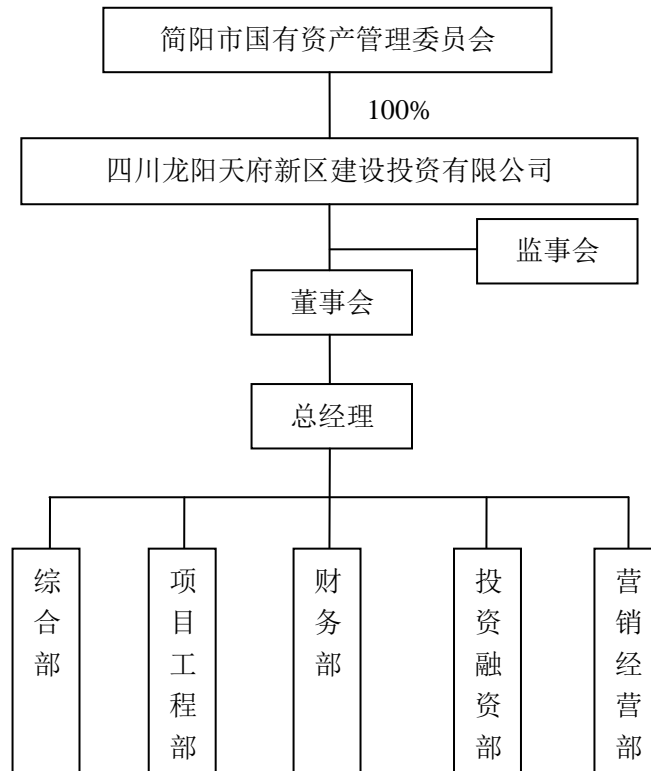 简阳市国有资产管理委员会
100%
四川龙阳天府新区建设投资有限公司
监事会
董事会
总经理
综合部
项目工程部
财务部
投资融资部
营销经营部